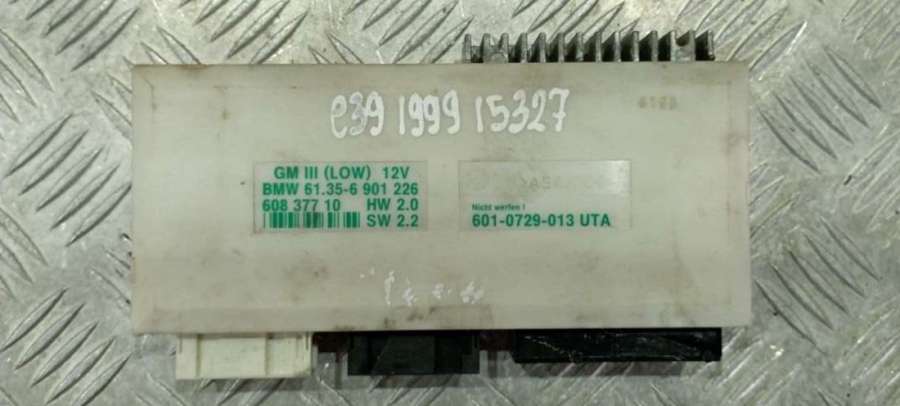 e39 1999 15327
GM III (LOW) 12V
BMW 61.35-6 901 226
608 377 10 HW 2.0
SW 2.2
Nicht werfen !
601-0729-013 UTA